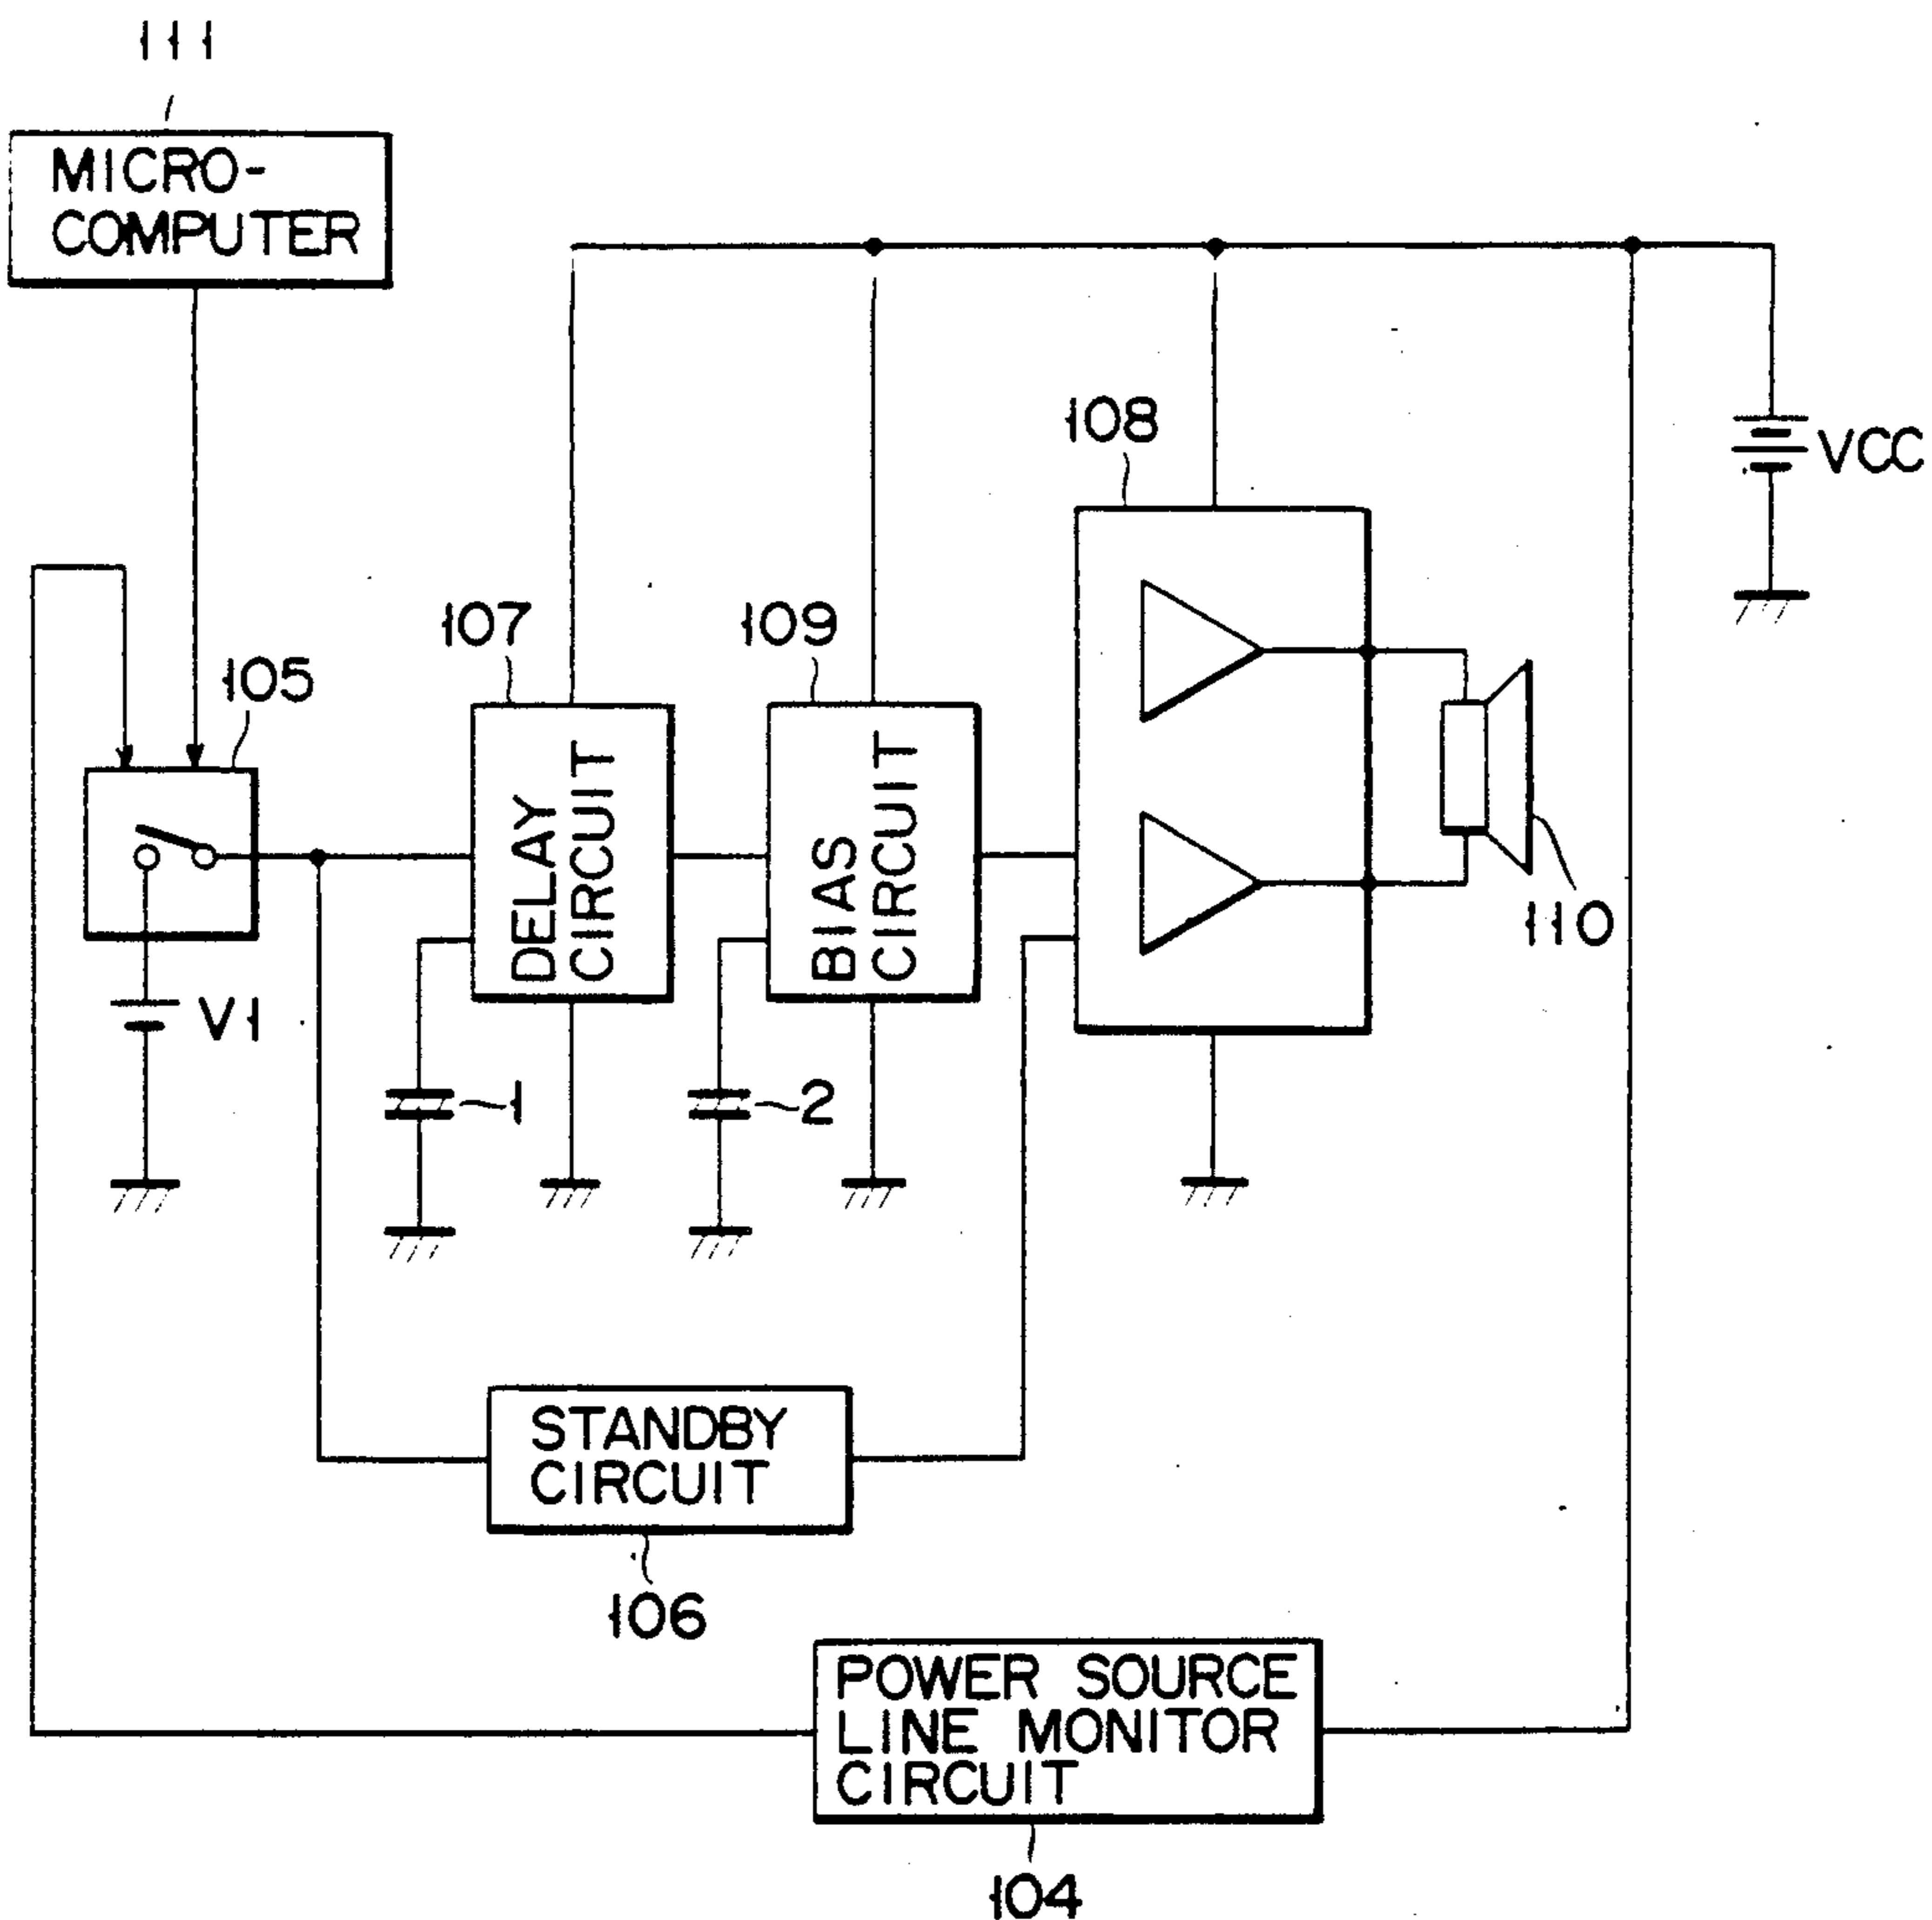 111
MICRO-
COMPUTER
108
VCC
107
109
105
DELAY
CIRCUIT
BIAS
CIRCUIT
110
V1
1
2
STANDBY
CIRCUIT
106
POWER SOURCE
LINE MONITOR
CIRCUIT
104